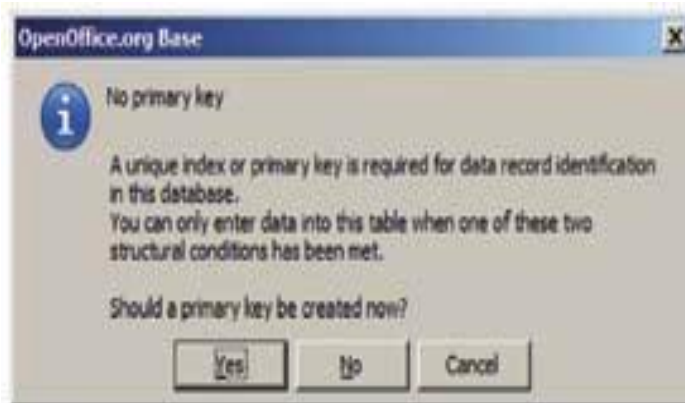 OpenOffice.org Base
No primary key
A unique index or primary key is required for data record identification
in this database.
You can only enter data into this table when one of these two
structural conditions has been met.
Should a primary key be created now?
Yes No Cancel